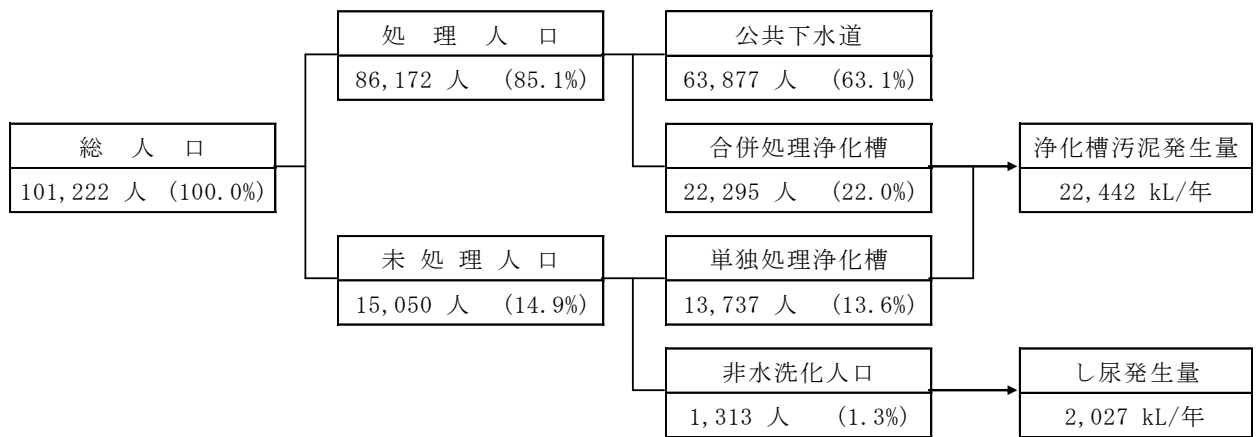 処理人口
86,172 人 (85.1%)
公共下水道
63,877 人 (63.1%)
総人口
101,222 人 (100.0%)
合併処理浄化槽
22,295 人 (22.0%)
浄化槽汚泥発生量
22,442 kL/年
未処理人口
15,050 人 (14.9%)
単独処理浄化槽
13,737 人 (13.6%)
非水洗化人口
1,313 人 (1.3%)
し尿発生量
2,027 kL/年